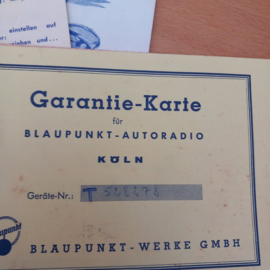 einstellen auf
Garantie-Karte
für
BLAUPUNKT-AUTORADIO
KÖLN
Geräte-Nr.: T
BLAUPUNKT-WERKE GMBH